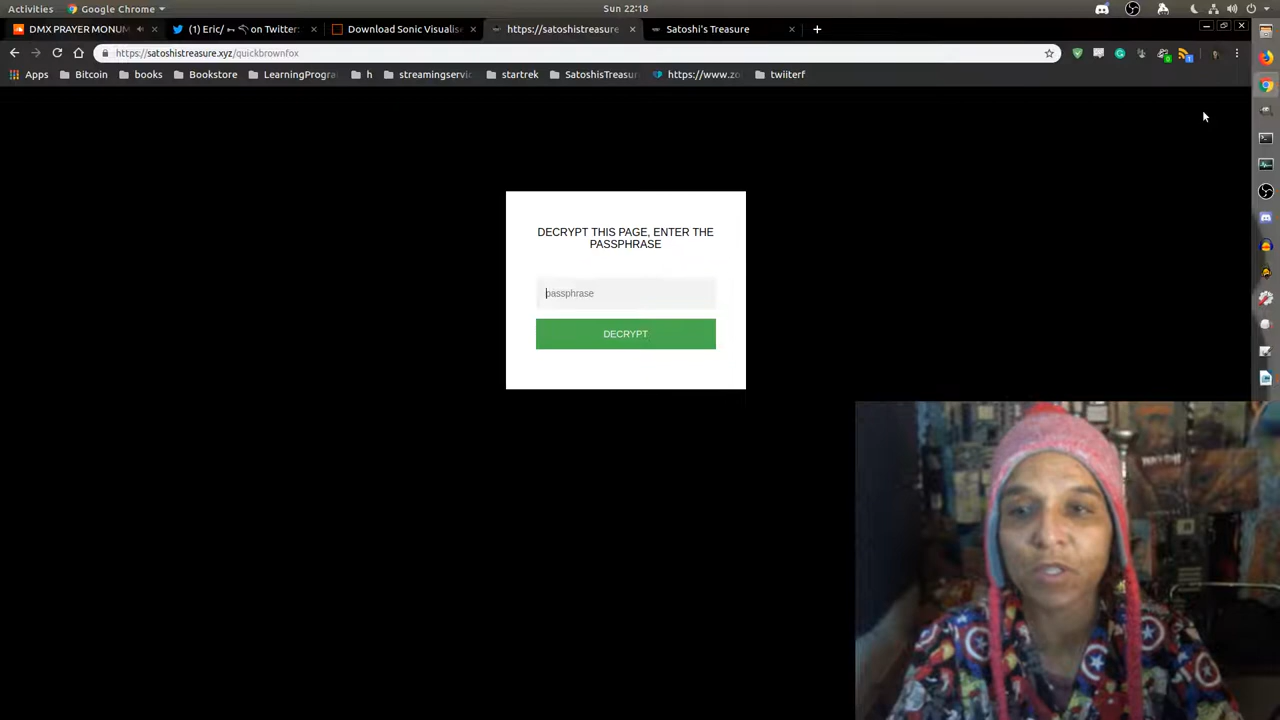 Activities
Google Chrome
Sun 22:18
DMX PRAYER MONUM
(1) Eric/ on Twitter:
Download Sonic Visualise
https://satoshistreasure
Satoshi's Treasure
https://satoshistreasure.xyz/quickbrownfox
Apps
Bitcoin
books
Bookstore
LearningProgra
h
streamingservic
startrek
SatoshisTreasur
https://www.zo
twiiterf
DECRYPT THIS PAGE, ENTER THE
PASSPHRASE
passphrase
DECRYPT